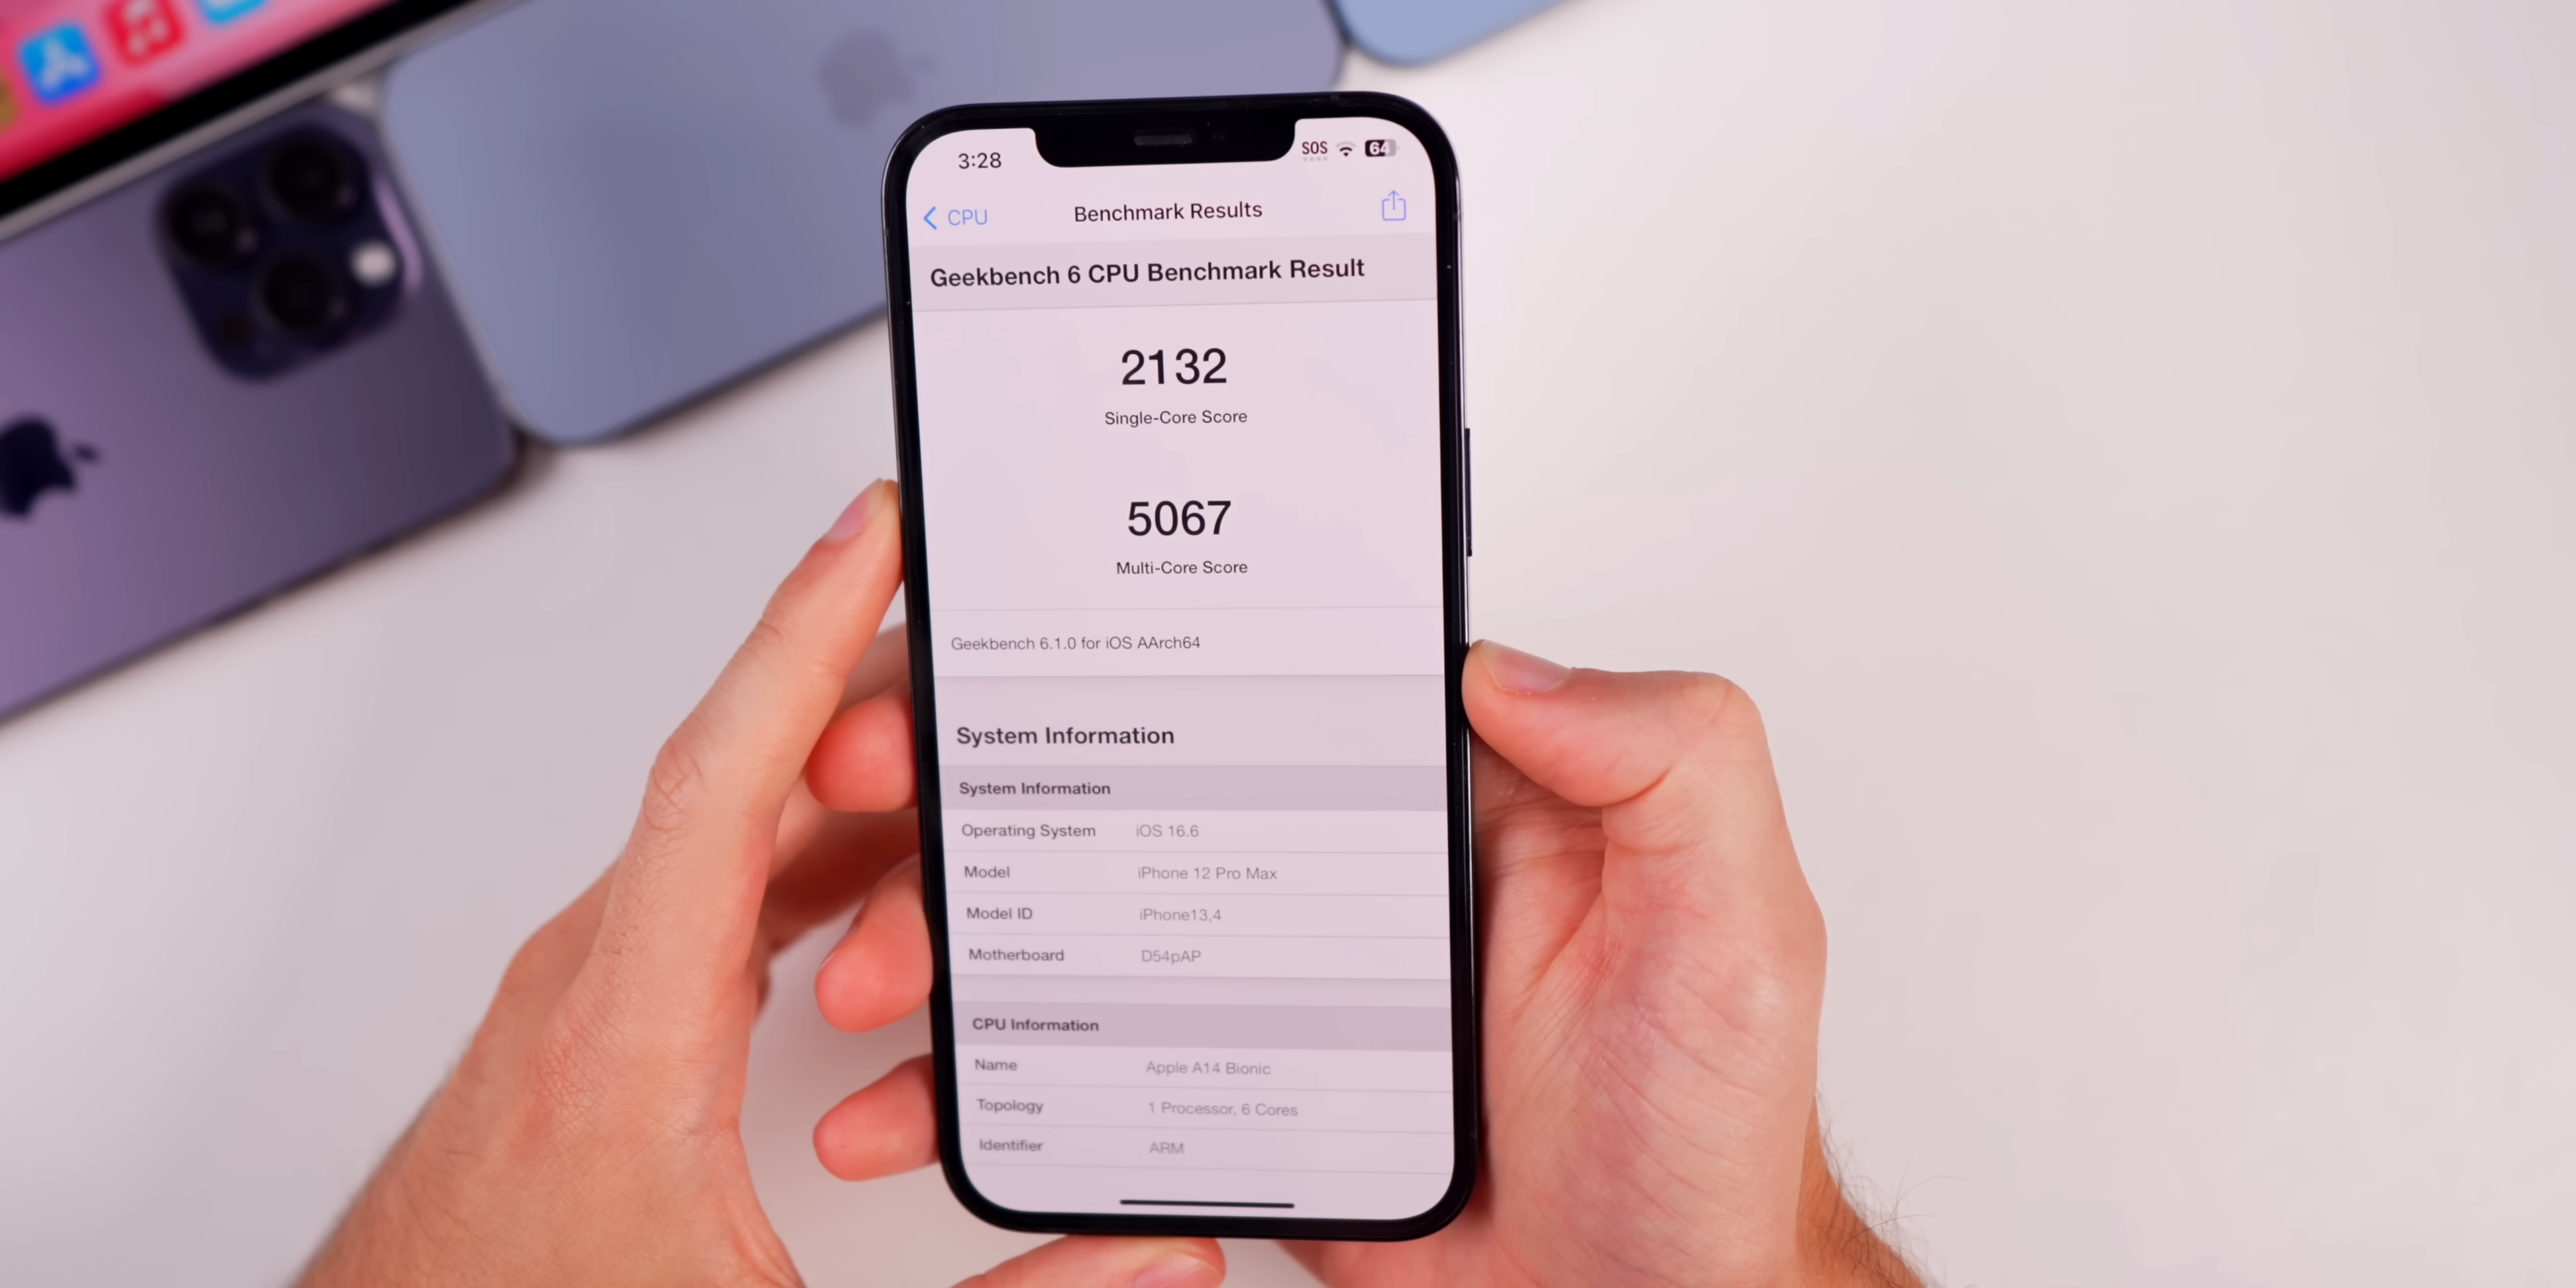 3:28
SOS 64
CPU Benchmark Results
Geekbench 6 CPU Benchmark Result
2132
Single-Core Score
5067
Multi-Core Score
Geekbench 6.1.0 for iOS AArch64
System Information
System Information
Operating System iOS 16.6
Model iPhone 12 Pro Max
Model ID iPhone13,4
Motherboard D54pAP
CPU Information
Name Apple A14 Bionic
Topology 1 Processor, 6 Cores
Identifier ARM